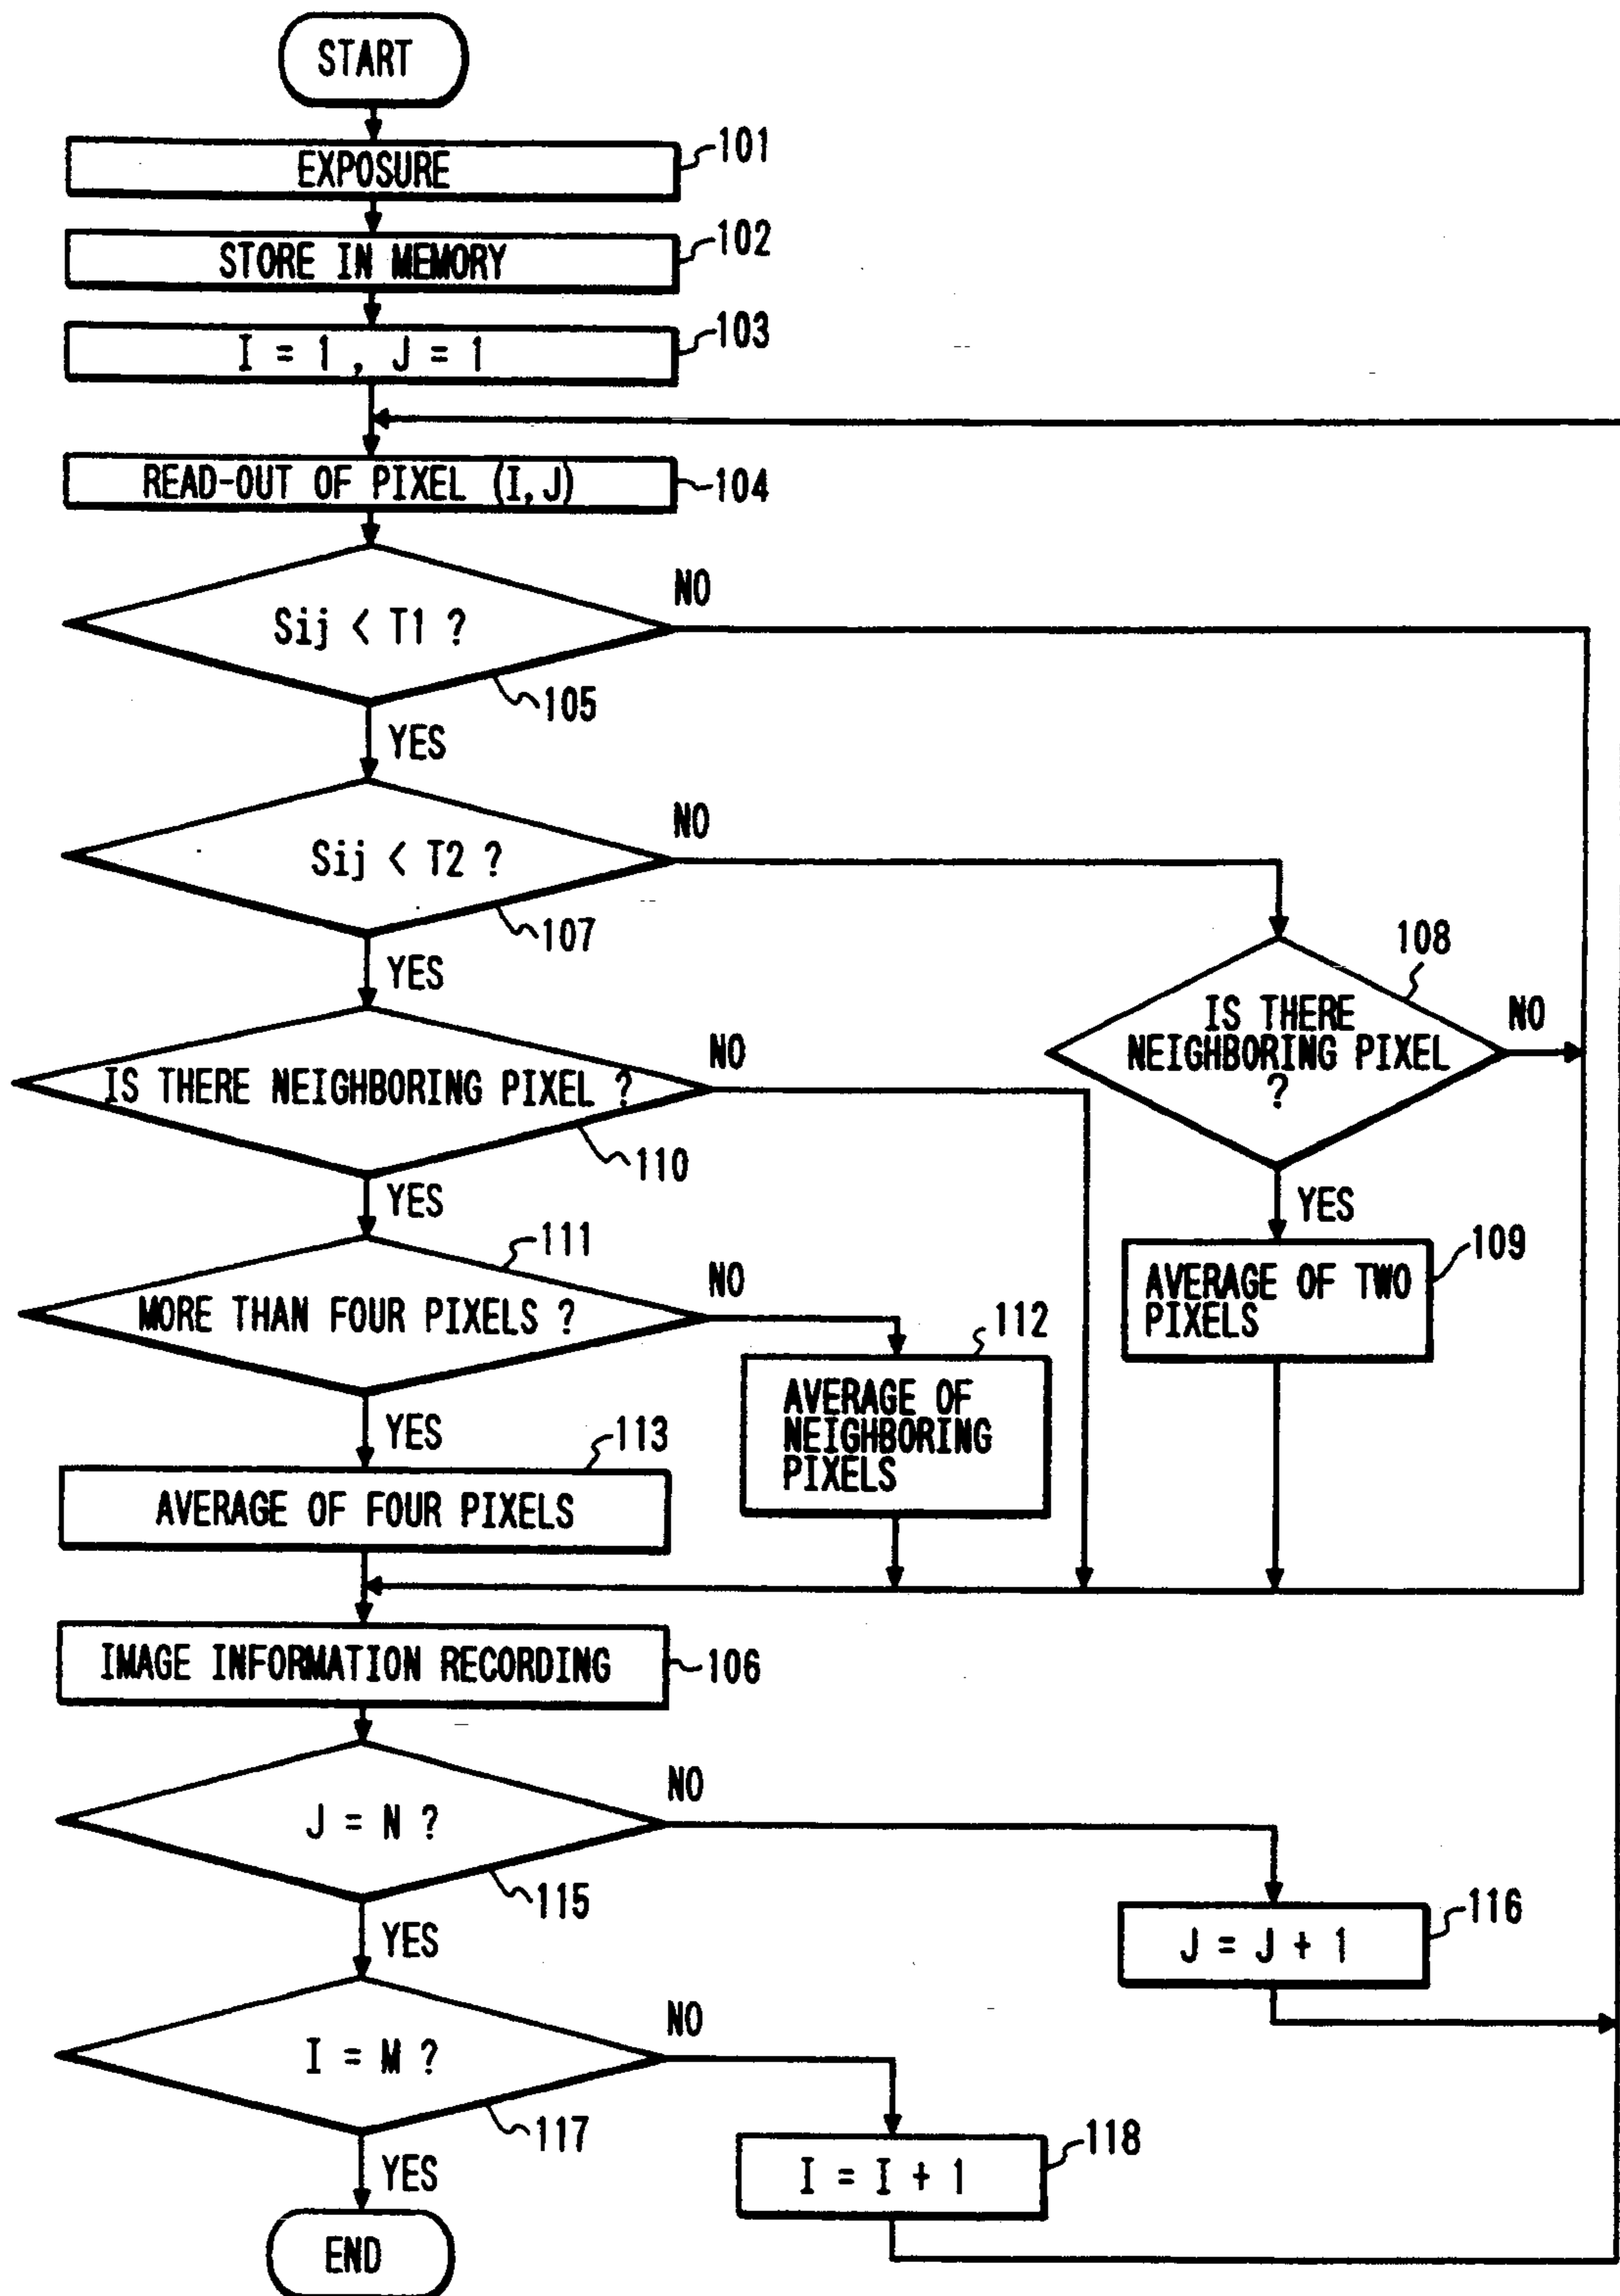 START
EXPOSURE
101
STORE IN MEMORY
102
I = 1 , J = 1
103
READ-OUT OF PIXEL (I,J)
104
Sij < T1 ?
NO
105
YES
Sij < T2 ?
NO
107
YES
108
IS THERE
NEIGHBORING PIXEL
?
NO
YES
IS THERE NEIGHBORING PIXEL ?
NO
110
YES
109
AVERAGE OF TWO
PIXELS
111
MORE THAN FOUR PIXELS ?
NO
112
AVERAGE OF
NEIGHBORING
PIXELS
YES
113
AVERAGE OF FOUR PIXELS
IMAGE INFORMATION RECORDING
106
J = N ?
NO
115
YES
116
J = J + 1
I = M ?
NO
117
YES
118
I = I + 1
END